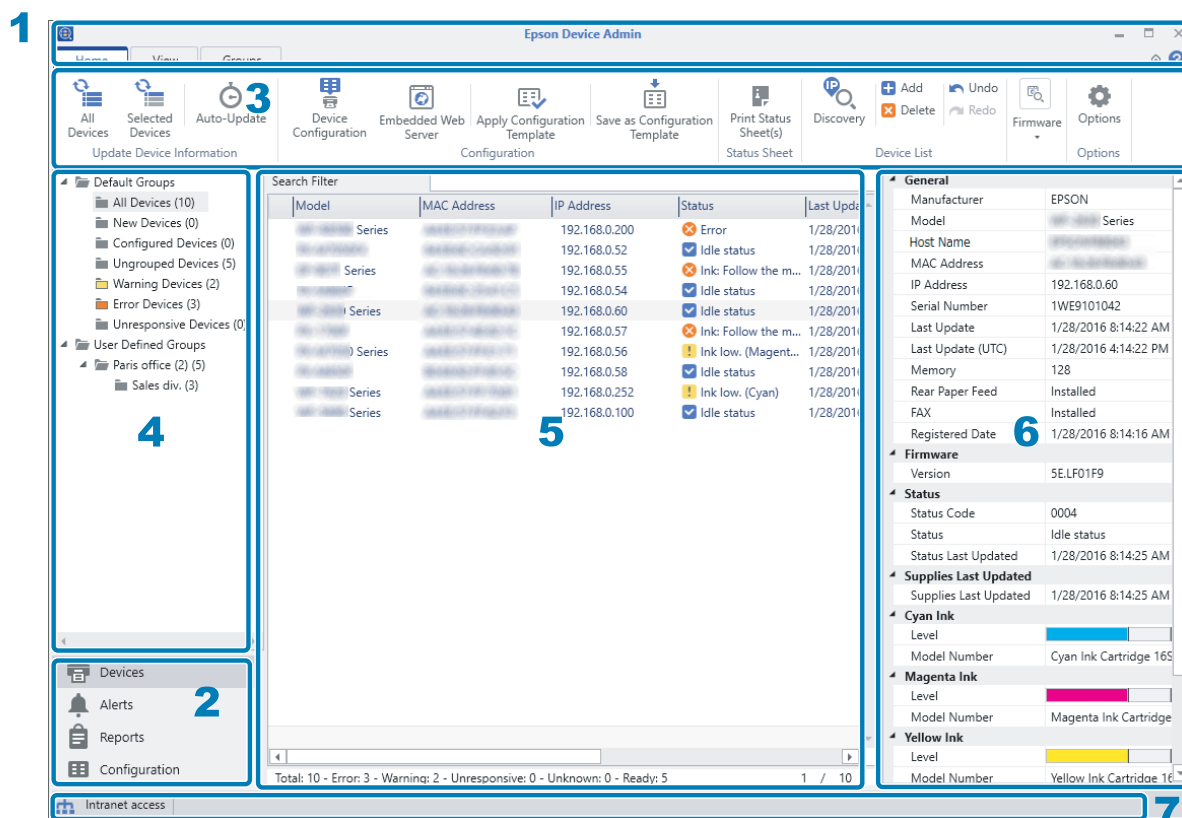 1
Epson Device Admin
Home View Groups
3
All Devices
Selected Devices
Auto-Update
Update Device Information
Device Configuration
Embedded Web Server
Apply Configuration Template
Save as Configuration Template
Configuration
Print Status Sheet(s)
Status Sheet
IP
Discovery
Add
Delete
Undo
Redo
Device List
Firmware
Options
Options
Default Groups
All Devices (10)
New Devices (0)
Configured Devices (0)
Ungrouped Devices (5)
Warning Devices (2)
Error Devices (3)
Unresponsive Devices (0
User Defined Groups
Paris office (2) (5)
Sales div. (3)
4
Devices
Alerts
Reports
Configuration
2
Search Filter
Model MAC Address IP Address Status Last Upda
Series 192.168.0.200 Error 1/28/201
192.168.0.52 Idle status 1/28/201
Series 192.168.0.55 Ink: Follow the m... 1/28/201
192.168.0.54 Idle status 1/28/201
Series 192.168.0.60 Idle status 1/28/201
192.168.0.57 Ink: Follow the m... 1/28/201
Series 192.168.0.56 Ink low. (Magent... 1/28/201
192.168.0.58 Idle status 1/28/201
Series 192.168.0.252 Ink low. (Cyan) 1/28/201
Series 192.168.0.100 Idle status 1/28/201
5
Total: 10 - Error: 3 - Warning: 2 - Unresponsive: 0 - Unknown: 0 - Ready: 5 1 / 10
General
Manufacturer EPSON
Model Series
Host Name
MAC Address
IP Address 192.168.0.60
Serial Number 1WE9101042
Last Update 1/28/2016 8:14:22 AM
Last Update (UTC) 1/28/2016 4:14:22 PM
Memory 128
Rear Paper Feed Installed
FAX Installed
Registered Date 1/28/2016 8:14:16 AM
6
Firmware
Version 5E.LF01F9
Status
Status Code 0004
Status Idle status
Status Last Updated 1/28/2016 8:14:25 AM
Supplies Last Updated
Supplies Last Updated 1/28/2016 8:14:25 AM
Cyan Ink
Level
Model Number Cyan Ink Cartridge 16S
Magenta Ink
Level
Model Number Magenta Ink Cartridge
Yellow Ink
Level
Model Number Yellow Ink Cartridge 16
Intranet access
7